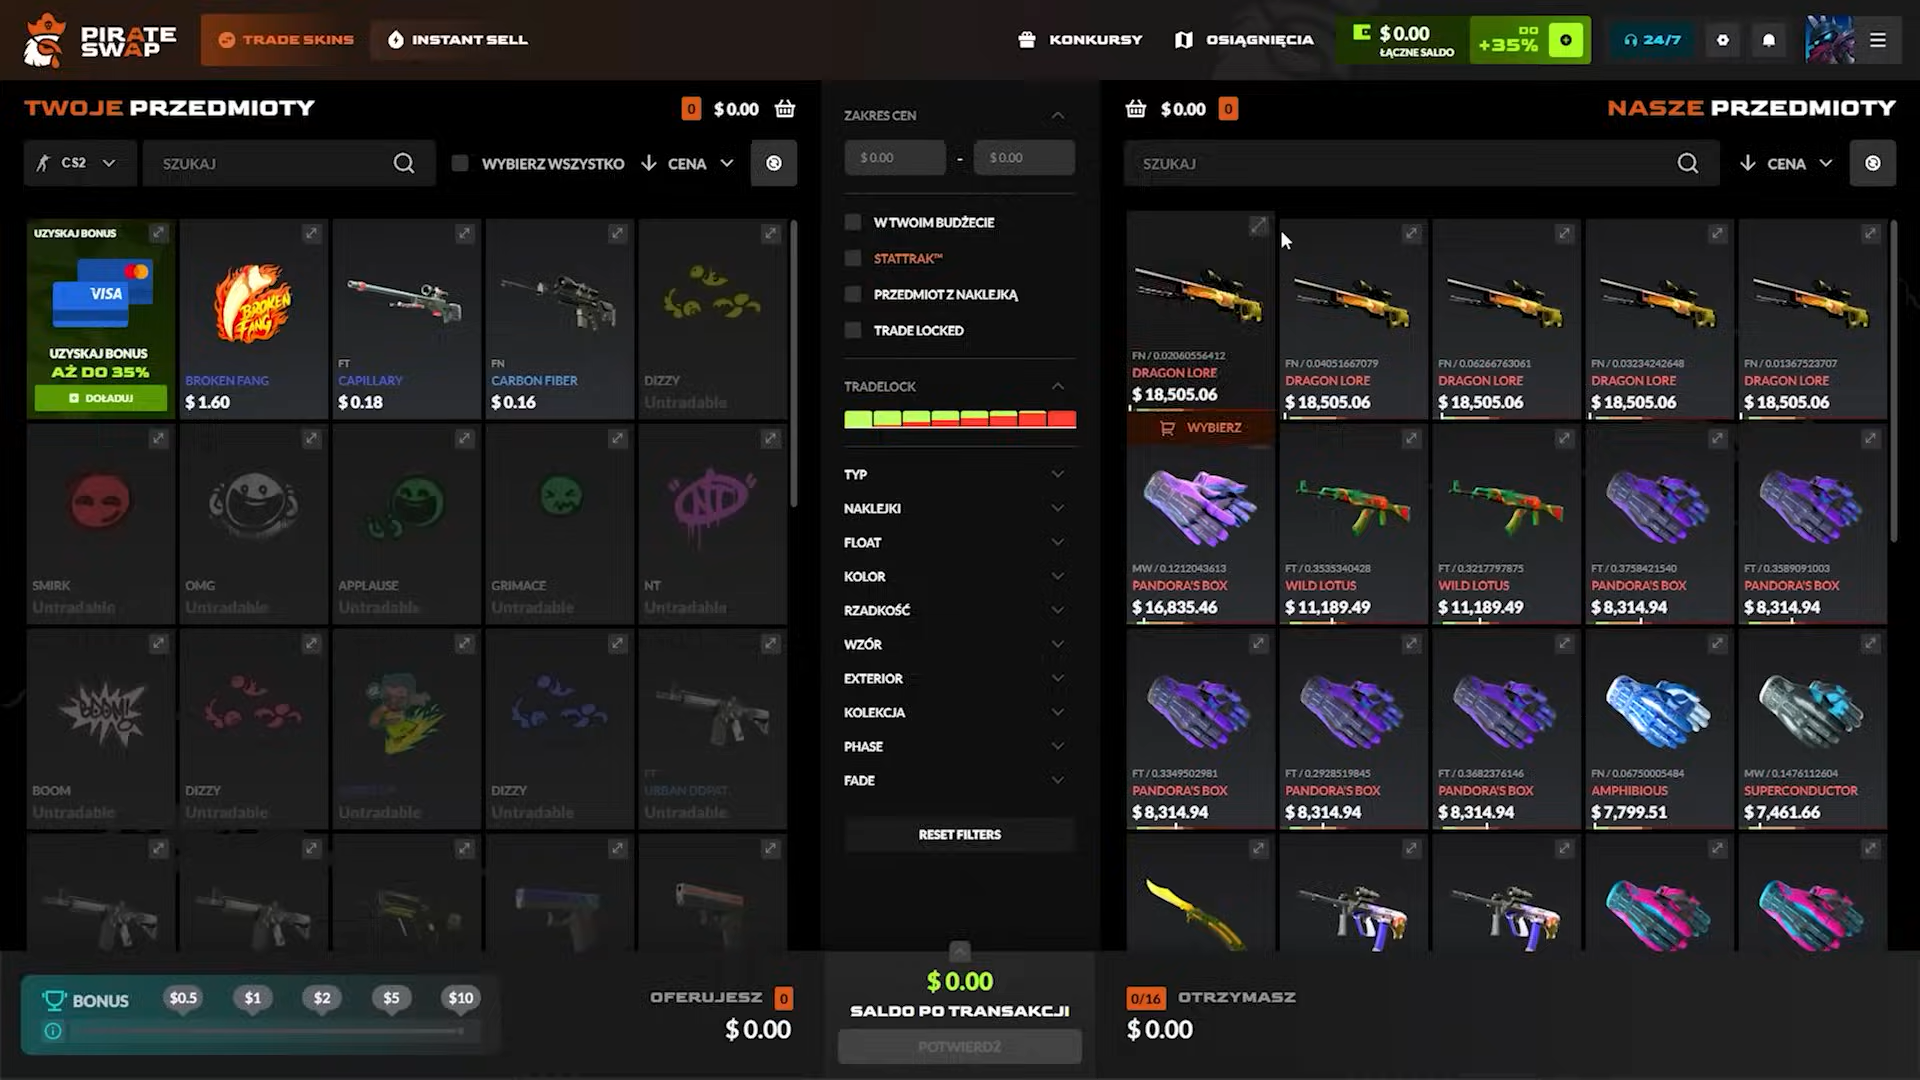 PIRATE SWAP
TRADE SKINS
INSTANT SELL
KONKURSY
OSIĄGNIĘCIA
$ 0.00
ŁĄCZNE SALDO
DO
+35%
24/7
TWOJE PRZEDMIOTY
0
$ 0.00
CS2
SZUKAJ
WYBIERZ WSZYSTKO
CENA
UZYSKAJ BONUS
VISA
UZYSKAJ BONUS
AŻ DO 35%
DOŁADUJ
BROKEN FANG
BROKEN FANG
$ 1.60
FT
CAPILLARY
$ 0.18
FN
CARBON FIBER
$ 0.16
DIZZY
Untradable
SMIRK
Untradable
OMG
Untradable
APPLAUSE
Untradable
GRIMACE
Untradable
NT
NT
Untradable
BOOM!
BOOM
Untradable
DIZZY
Untradable
Untradable
DIZZY
Untradable
FT
URBAN DDPAT
Untradable
BONUS
$0.5
$1
$2
$5
$10
OFERUJESZ 0
$ 0.00
ZAKRES CEN
$ 0.00 - $ 0.00
W TWOIM BUDŻECIE
STATTRAK™
PRZEDMIOT Z NAKLEJKĄ
TRADE LOCKED
TRADELOCK
TYP
NAKLEJKI
FLOAT
KOLOR
RZADKOŚĆ
WZÓR
EXTERIOR
KOLEKCJA
PHASE
FADE
RESET FILTERS
$ 0.00
SALDO PO TRANSAKCJI
POTWIERDŹ
$ 0.00 0
NASZE PRZEDMIOTY
SZUKAJ
CENA
FN / 0.02060556412
DRAGON LORE
$ 18,505.06
WYBIERZ
FN / 0.04051667079
DRAGON LORE
$ 18,505.06
FN / 0.06266763061
DRAGON LORE
$ 18,505.06
FN / 0.03234242648
DRAGON LORE
$ 18,505.06
FN / 0.01367523707
DRAGON LORE
$ 18,505.06
MW / 0.1212043613
PANDORA'S BOX
$ 16,835.46
FT / 0.3535340428
WILD LOTUS
$ 11,189.49
FT / 0.3217797875
WILD LOTUS
$ 11,189.49
FT / 0.3758421540
PANDORA'S BOX
$ 8,314.94
FT / 0.3589091003
PANDORA'S BOX
$ 8,314.94
FT / 0.3349502981
PANDORA'S BOX
$ 8,314.94
FT / 0.2928519845
PANDORA'S BOX
$ 8,314.94
FT / 0.3682376146
PANDORA'S BOX
$ 8,314.94
FN / 0.06750005484
AMPHIBIOUS
$ 7,799.51
MW / 0.1476112604
SUPERCONDUCTOR
$ 7,461.66
0/16 OTRZYMASZ
$ 0.00